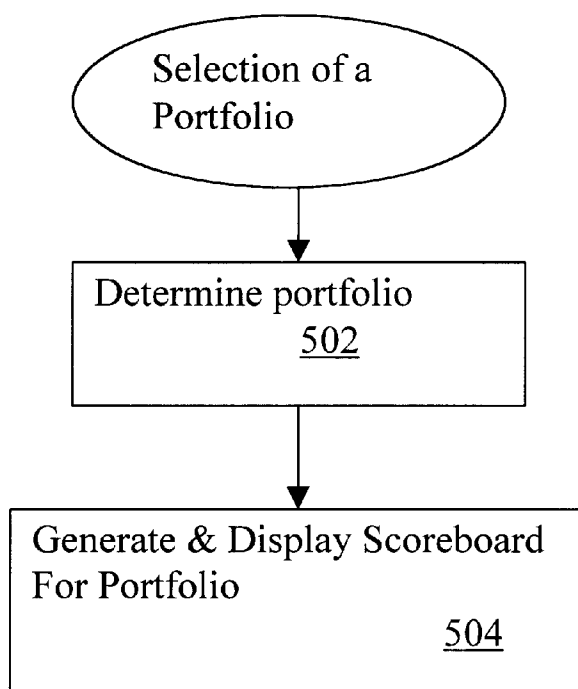 Selection of a
Portfolio
Determine portfolio
502
Generate & Display Scoreboard
For Portfolio
504